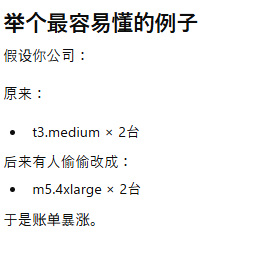 举个最容易懂的例子
假设你公司：
原来：
• t3.medium × 2台
后来有人偷偷改成：
• m5.4xlarge × 2台
于是账单暴涨。